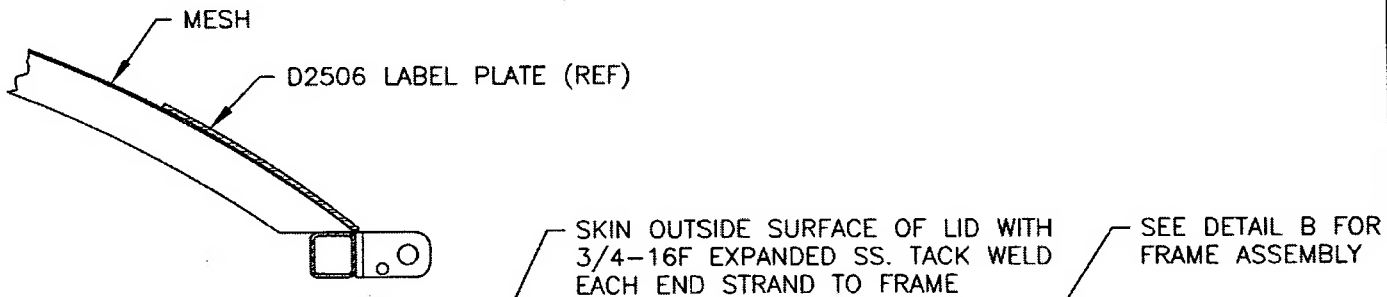 MESH
D2506 LABEL PLATE (REF)
SKIN OUTSIDE SURFACE OF LID WITH
3/4-16F EXPANDED SS. TACK WELD
EACH END STRAND TO FRAME
SEE DETAIL B FOR
FRAME ASSEMBLY